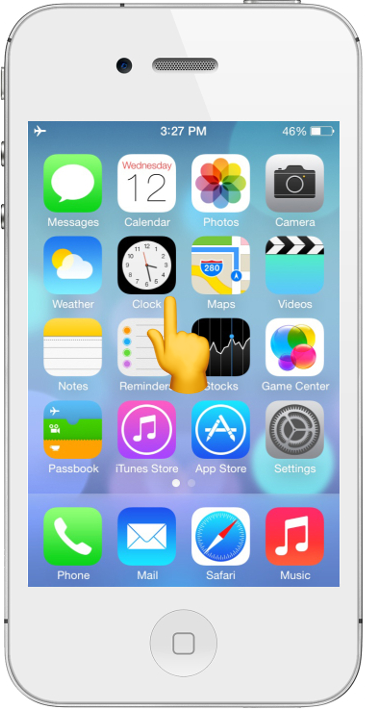 3:27 PM 46%
Wednesday
12
Messages Calendar Photos Camera
280
Weather Clock Maps Videos
Notes Reminder Stocks Game Center
Passbook iTunes Store App Store Settings
Phone Mail Safari Music